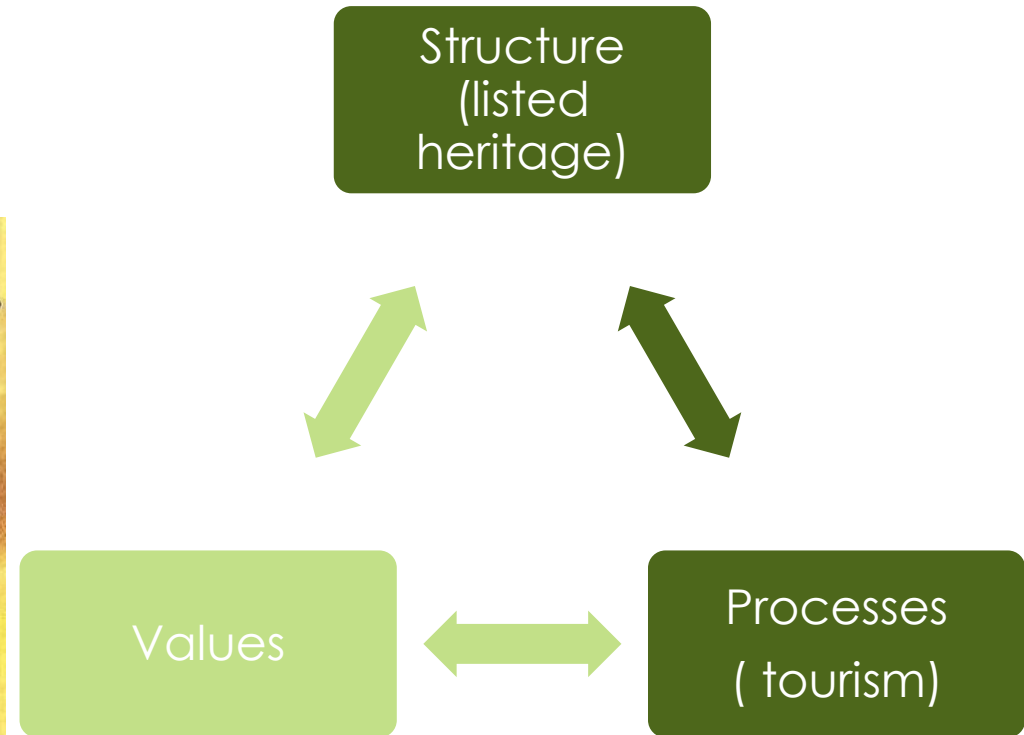 Structure
(listed
heritage)
Values
Processes
( tourism)